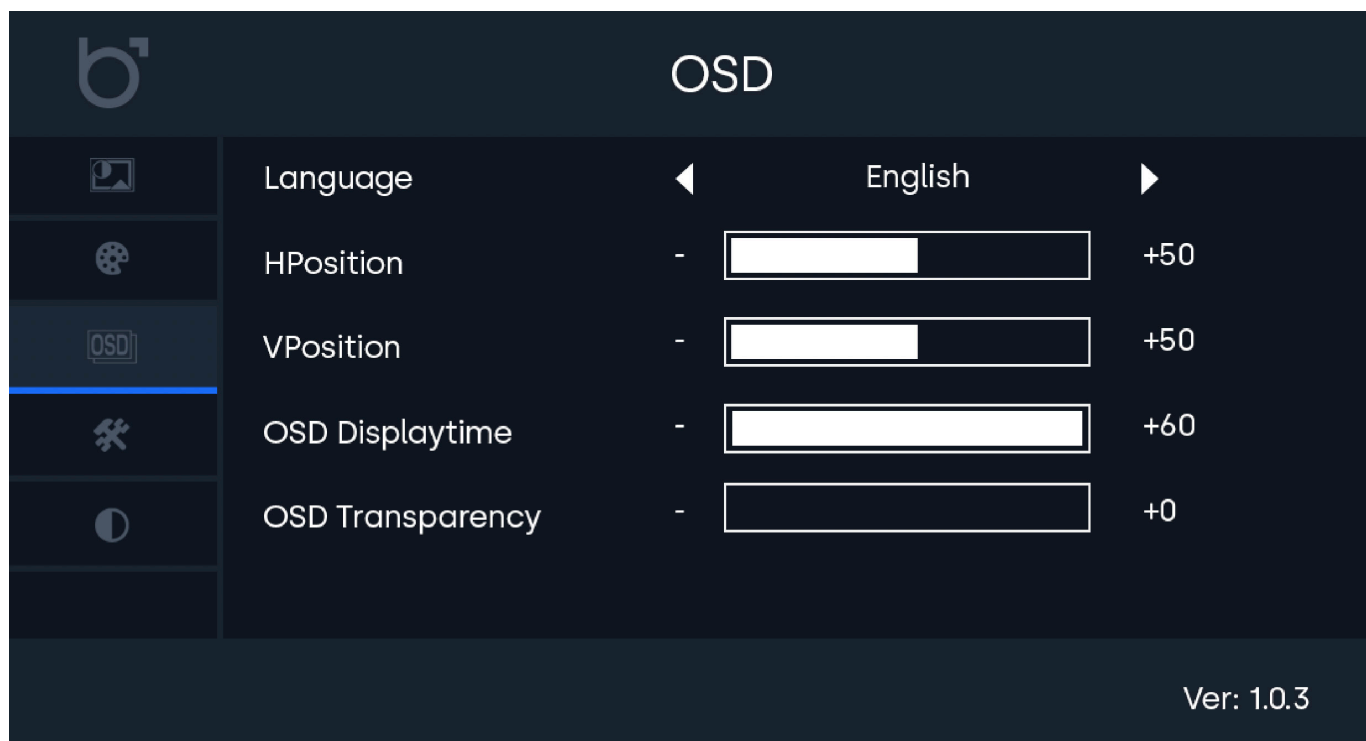 OSD
Language English
HPosition - +50
VPosition - +50
OSD
OSD Displaytime - +60
OSD Transparency - +0
Ver: 1.0.3